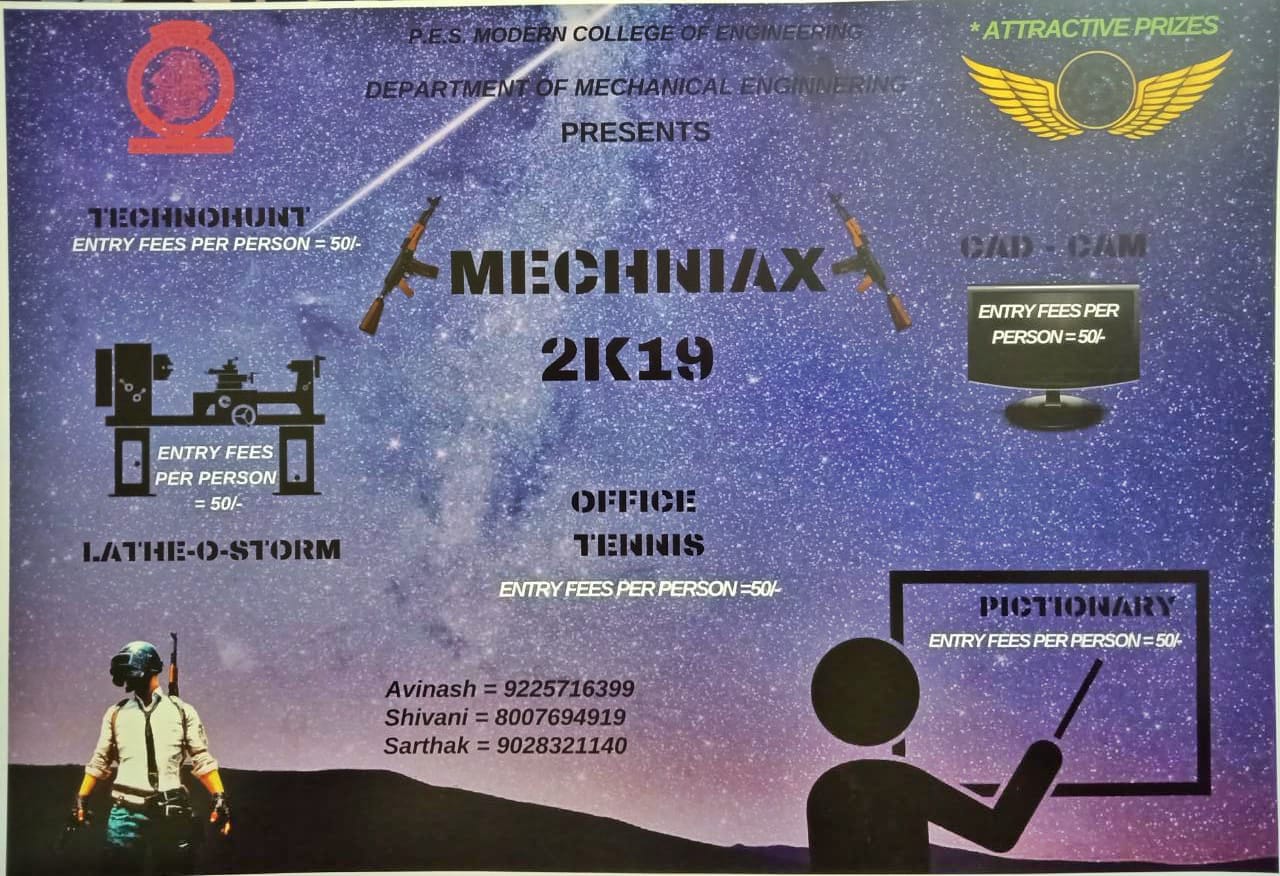 P.E.S. MODERN COLLEGE OF ENGINEERING
* ATTRACTIVE PRIZES
DEPARTMENT OF MECHANICAL ENGINNERING
PRESENTS
TECHNOHUNT
ENTRY FEES PER PERSON = 50/-
MECHNIAX
2K19
CAD - CAM
ENTRY FEES PER
PERSON = 50/-
ENTRY FEES
PER PERSON
= 50/-
LATHE-O-STORM
OFFICE
TENNIS
ENTRY FEES PER PERSON =50/-
PICTIONARY
ENTRY FEES PER PERSON = 50/-
Avinash = 9225716399
Shivani = 8007694919
Sarthak = 9028321140